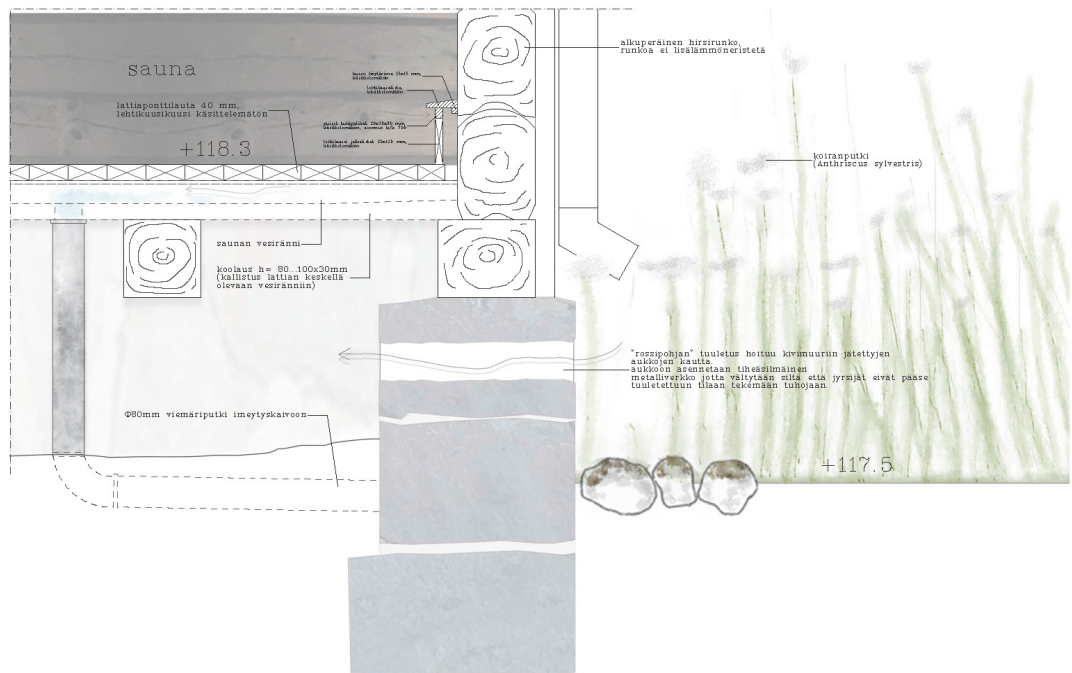 alkuperäinen hirsirunko,
runkoa ei lisälämmöneristetä
sauna
lattiaponttilauta 40 mm,
lehtikuusikuusi käsittelemätön
+118.3
koiranputki
(Anthriscus sylvestris)
saunan vesiränni
koolaus h= 80...100x30mm
(kallistus lattian keskellä
olevaan vesiränniin)
"rossipohjan" tuuletus hoituu kivimuuriin jätettyjen
aukkojen kautta.
aukkoon asennetaan tiheäsilmäinen
metalliverkko jotta vältytään siltä että jyrsijät eivät pääse
tuuletettuun tilaan tekemään tuhojaan.
Φ80mm viemäriputki imeytyskaivoon
+117.5